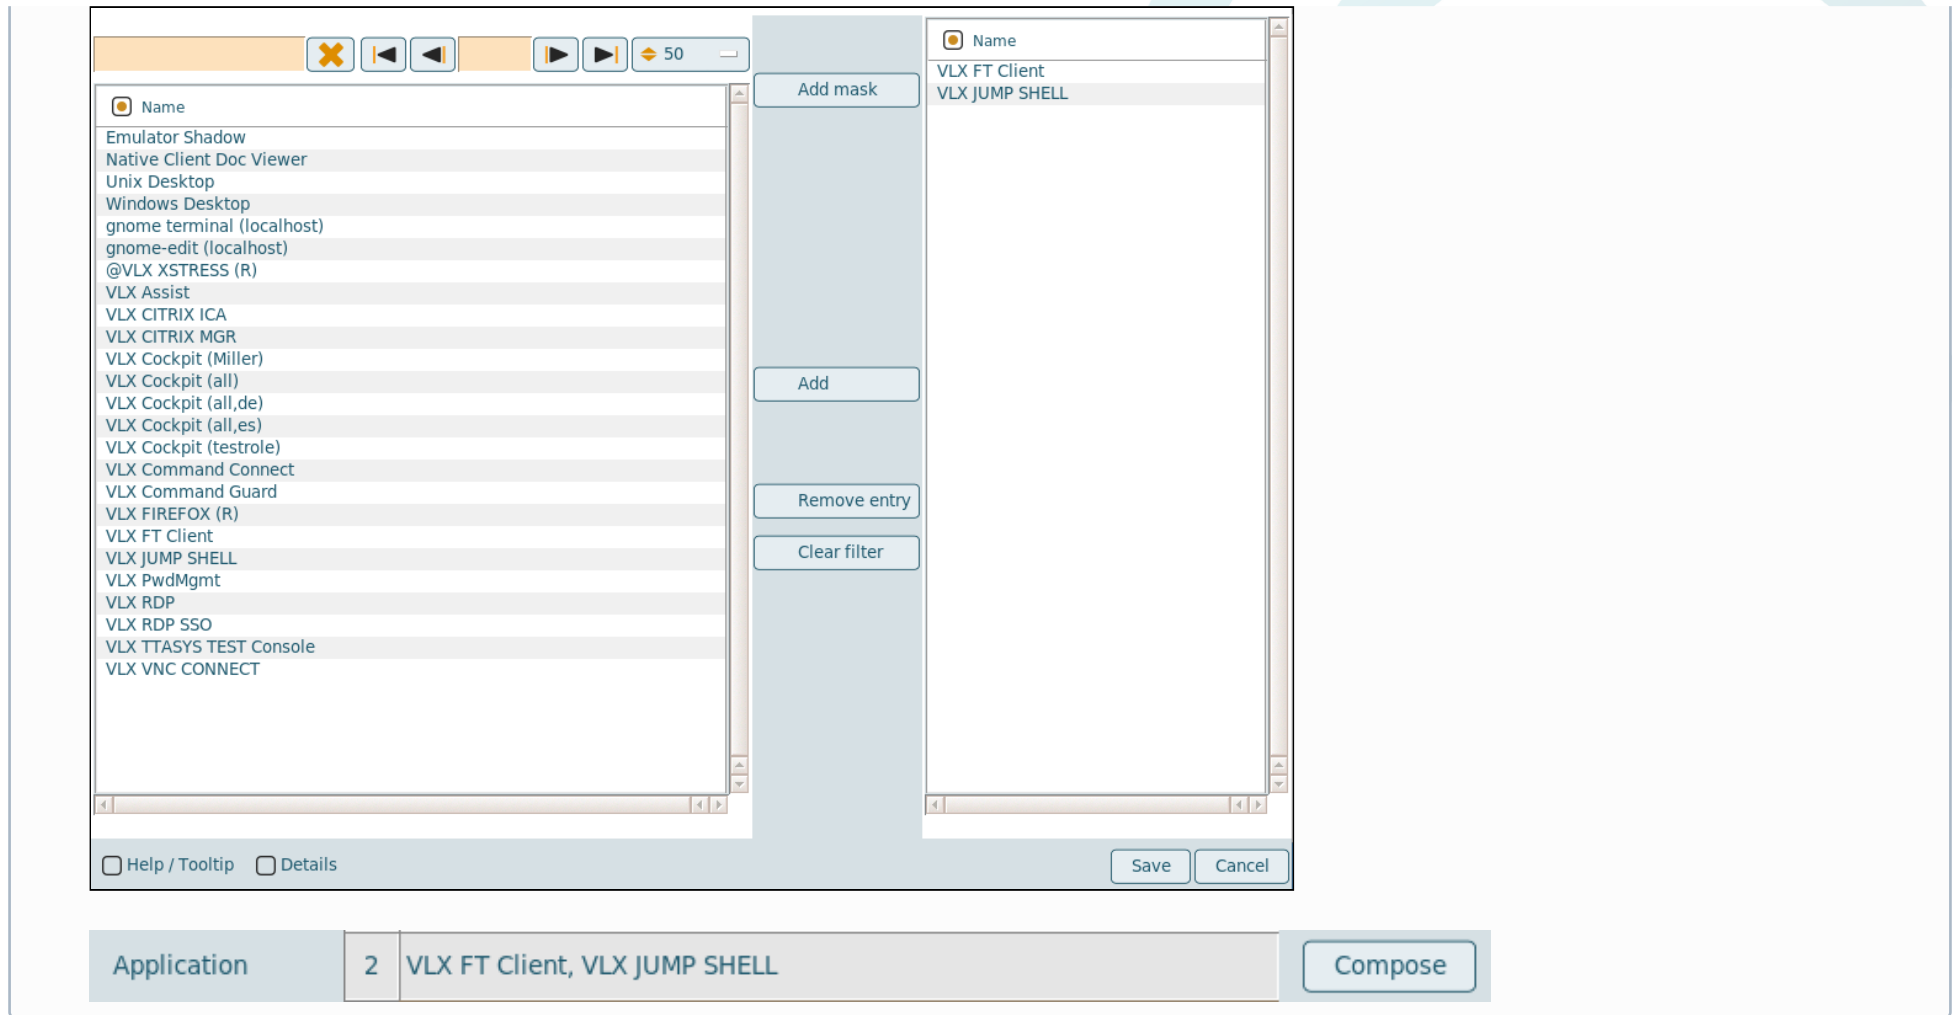 50
Name
Emulator Shadow
Native Client Doc Viewer
Unix Desktop
Windows Desktop
gnome terminal (localhost)
gnome-edit (localhost)
@VLX XSTRESS (R)
VLX Assist
VLX CITRIX ICA
VLX CITRIX MGR
VLX Cockpit (Miller)
VLX Cockpit (all)
VLX Cockpit (all,de)
VLX Cockpit (all,es)
VLX Cockpit (testrole)
VLX Command Connect
VLX Command Guard
VLX FIREFOX (R)
VLX FT Client
VLX JUMP SHELL
VLX PwdMgmt
VLX RDP
VLX RDP SSO
VLX TTASYS TEST Console
VLX VNC CONNECT
Add mask
Add
Remove entry
Clear filter
Name
VLX FT Client
VLX JUMP SHELL
Help / Tooltip Details Save Cancel
Application 2 VLX FT Client, VLX JUMP SHELL Compose